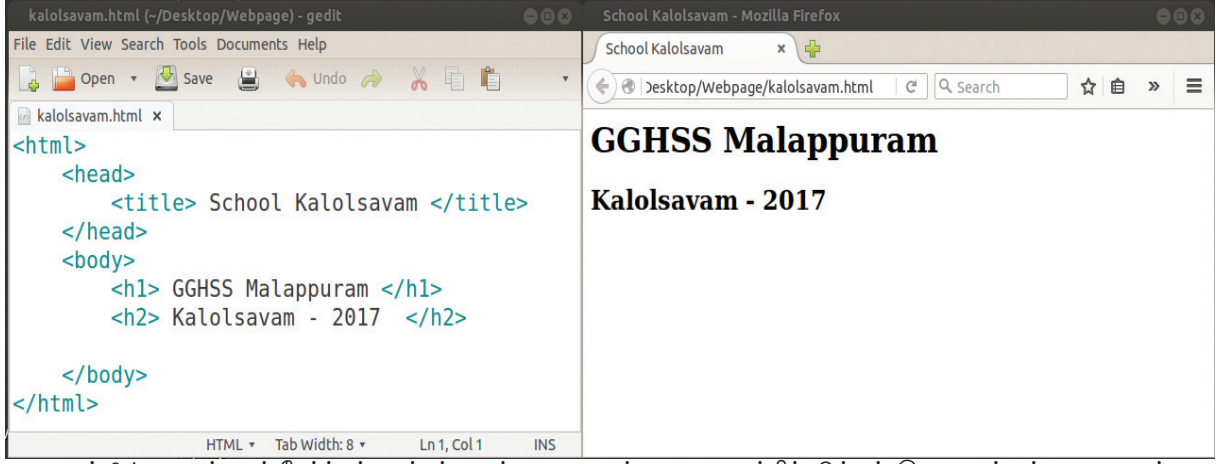 kalolsavam.html (~/Desktop/Webpage) - gedit
File Edit View Search Tools Documents Help
Open Save Undo
kalolsavam.html x
<html>
<head>
<title> School Kalolsavam </title>
</head>
<body>
<h1> GGHSS Malappuram </h1>
<h2> Kalolsavam - 2017 </h2>
</body>
</html>
HTML Tab Width: 8 Ln 1, Col 1 INS
School Kalolsavam - Mozilla Firefox
School Kalolsavam x
Desktop/Webpage/kalolsavam.html Search
GGHSS Malappuram
Kalolsavam - 2017